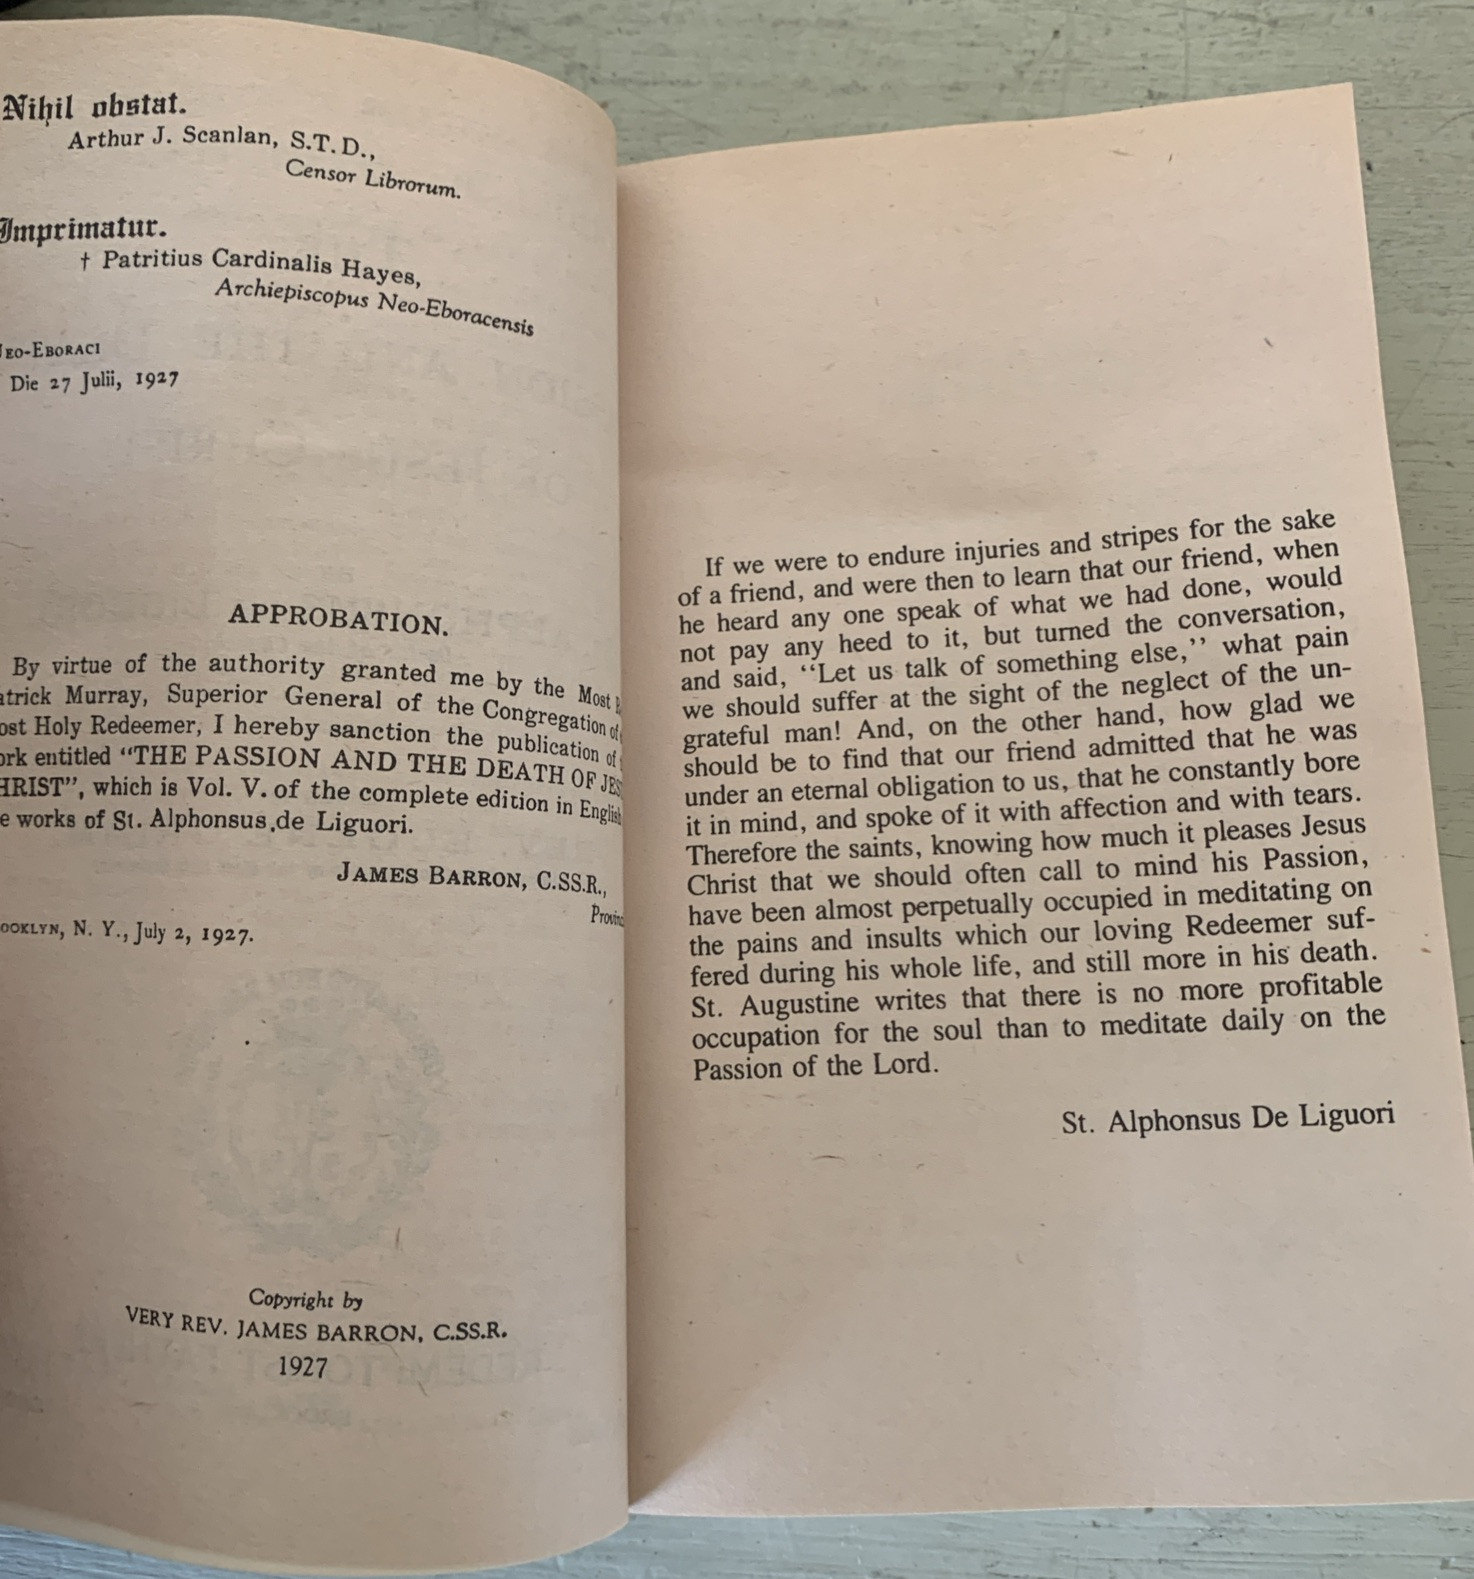 Nihil obstat.
Arthur J. Scanlan, S.T.D.,
Censor Librorum.
Imprimatur.
† Patritius Cardinalis Hayes,
Archiepiscopus Neo-Eboracensis
Neo-Eboraci
Die 27 Julii, 1927
APPROBATION.
By virtue of the authority granted me by the Most
atrick Murray, Superior General of the Congregation of
ost Holy Redeemer, I hereby sanction the publication of
ork entitled “THE PASSION AND THE DEATH OF JES
HRIST”, which is Vol. V. of the complete edition in English
e works of St. Alphonsus de Liguori.
JAMES BARRON, C.SS.R.,
Provinc
OOKLYN, N. Y., July 2, 1927.
Copyright by
VERY REV. JAMES BARRON, C.SS.R.
1927
If we were to endure injuries and stripes for the sake
of a friend, and were then to learn that our friend, when
he heard any one speak of what we had done, would
not pay any heed to it, but turned the conversation,
and said, “Let us talk of something else,” what pain
we should suffer at the sight of the neglect of the un-
grateful man! And, on the other hand, how glad we
should be to find that our friend admitted that he was
under an eternal obligation to us, that he constantly bore
it in mind, and spoke of it with affection and with tears.
Therefore the saints, knowing how much it pleases Jesus
Christ that we should often call to mind his Passion,
have been almost perpetually occupied in meditating on
the pains and insults which our loving Redeemer suf-
fered during his whole life, and still more in his death.
St. Augustine writes that there is no more profitable
occupation for the soul than to meditate daily on the
Passion of the Lord.
St. Alphonsus De Liguori